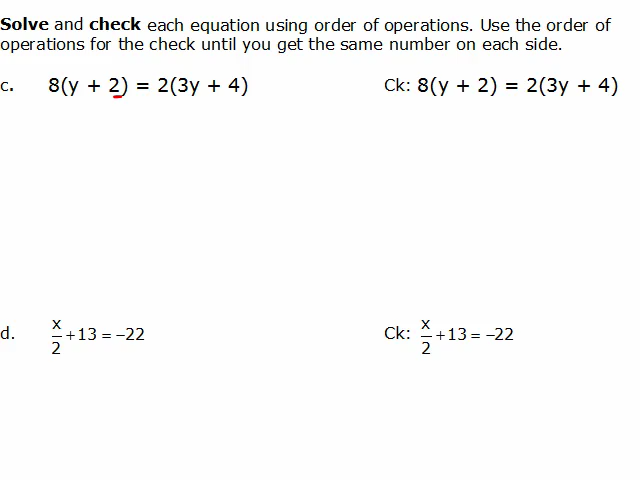 Solve and check each equation using order of operations. Use the order of
operations for the check until you get the same number on each side.
c. 8(y + 2) = 2(3y + 4) Ck: 8(y + 2) = 2(3y + 4)
d. x/2 +13 = –22 Ck: x/2 +13 = –22